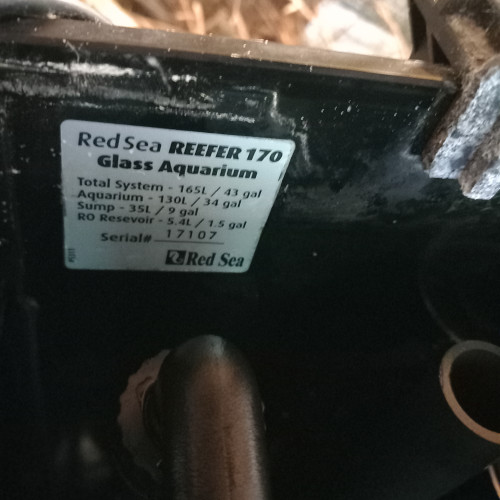 Red Sea REEFER 170
Glass Aquarium
Total System - 165L / 43 gal
Aquarium - 130L / 34 gal
Sump - 35L / 9 gal
RO Resevoir - 5.4L / 1.5 gal
Serial# 17107
Red Sea